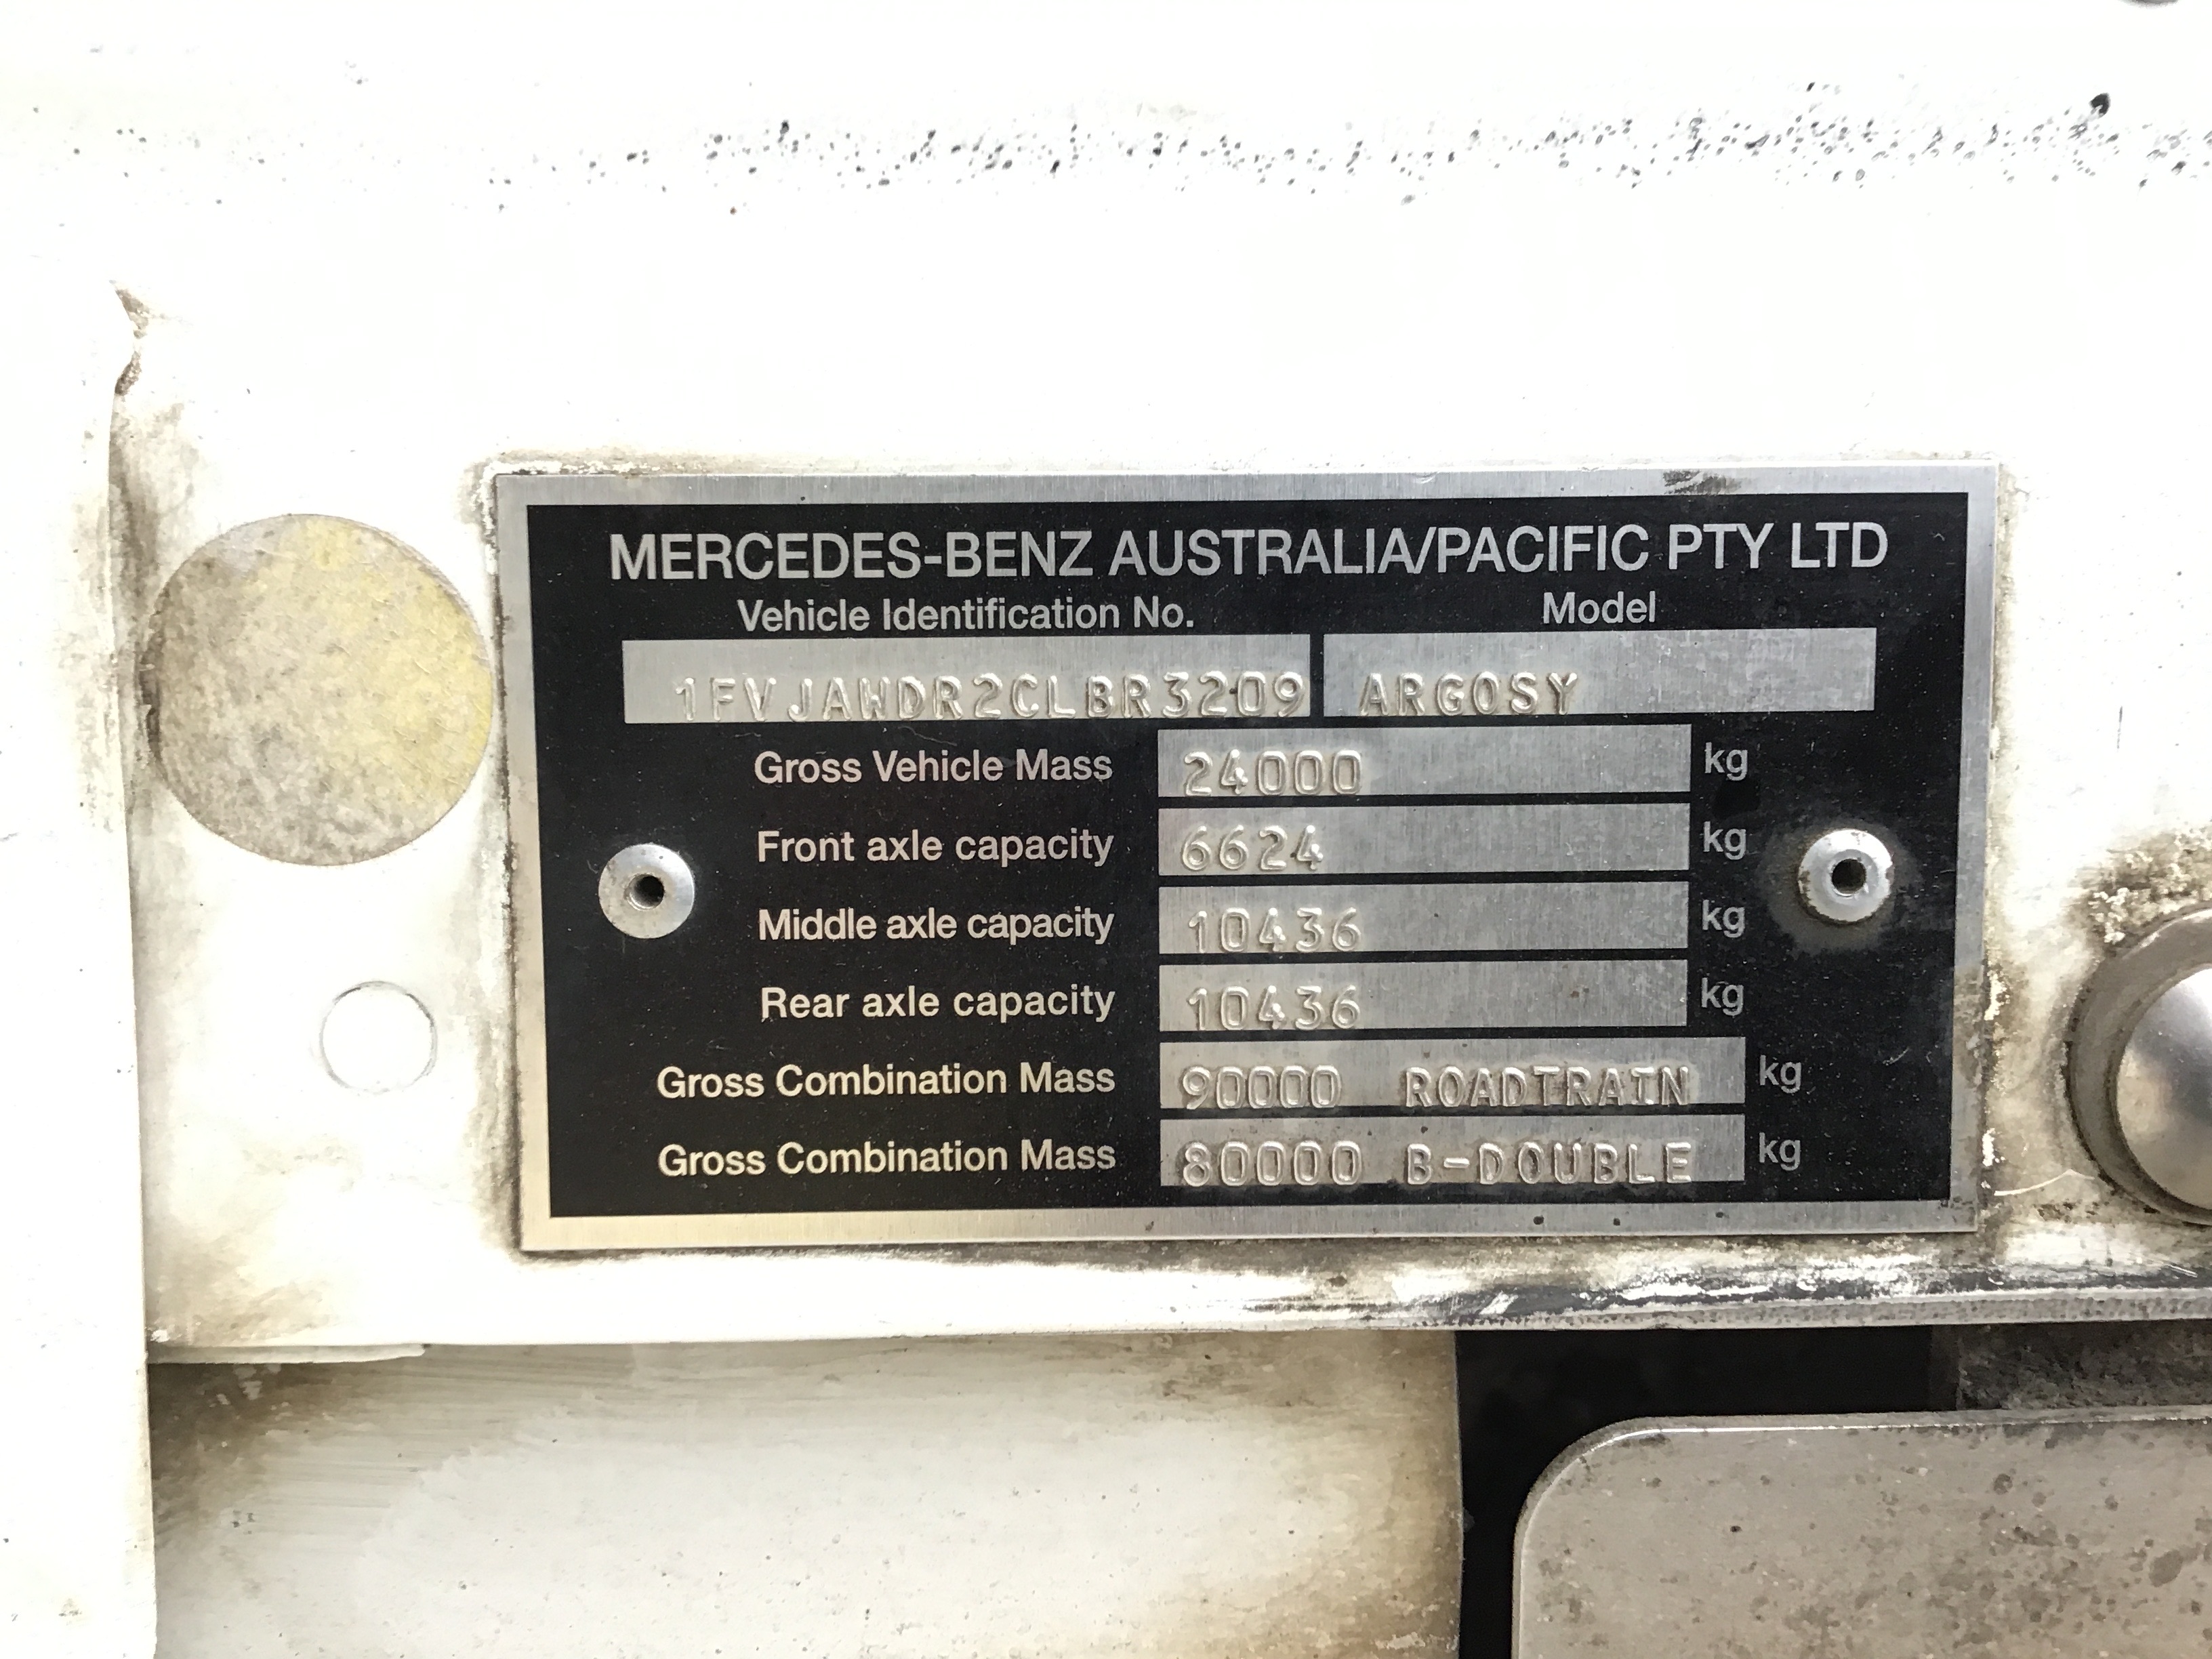 MERCEDES-BENZ AUSTRALIA/PACIFIC PTY LTD
Vehicle Identification No. Model
1FVJAWDR2CLBR3209 ARGOSY
Gross Vehicle Mass 24000 kg
Front axle capacity 6624 kg
Middle axle capacity 10436 kg
Rear axle capacity 10436 kg
Gross Combination Mass 90000 ROADTRAIN kg
Gross Combination Mass 80000 B-DOUBLE kg